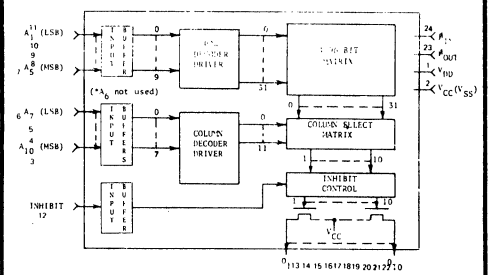 11
A1 (LSB)
10
9
8
7 A5 (MSB)
INPUT
BUFFER
0
9
DECODER
DRIVER
0
31
BIT
MATRIX
24
23
ΦOUT
1
VDD
2
VCC (VSS)
(*A6 not used)
6 A7 (LSB)
5
4
A10 (MSB)
3
INPUT
BUFFERS
0
7
COLUMN
DECODER
DRIVER
0
11
0
31
COLUMN SELECT
MATRIX
1
10
INHIBIT
12
INPUT
BUFFER
INHIBIT
CONTROL
1
10
VCC
13 14 15 16 17 18 19 20 21 22